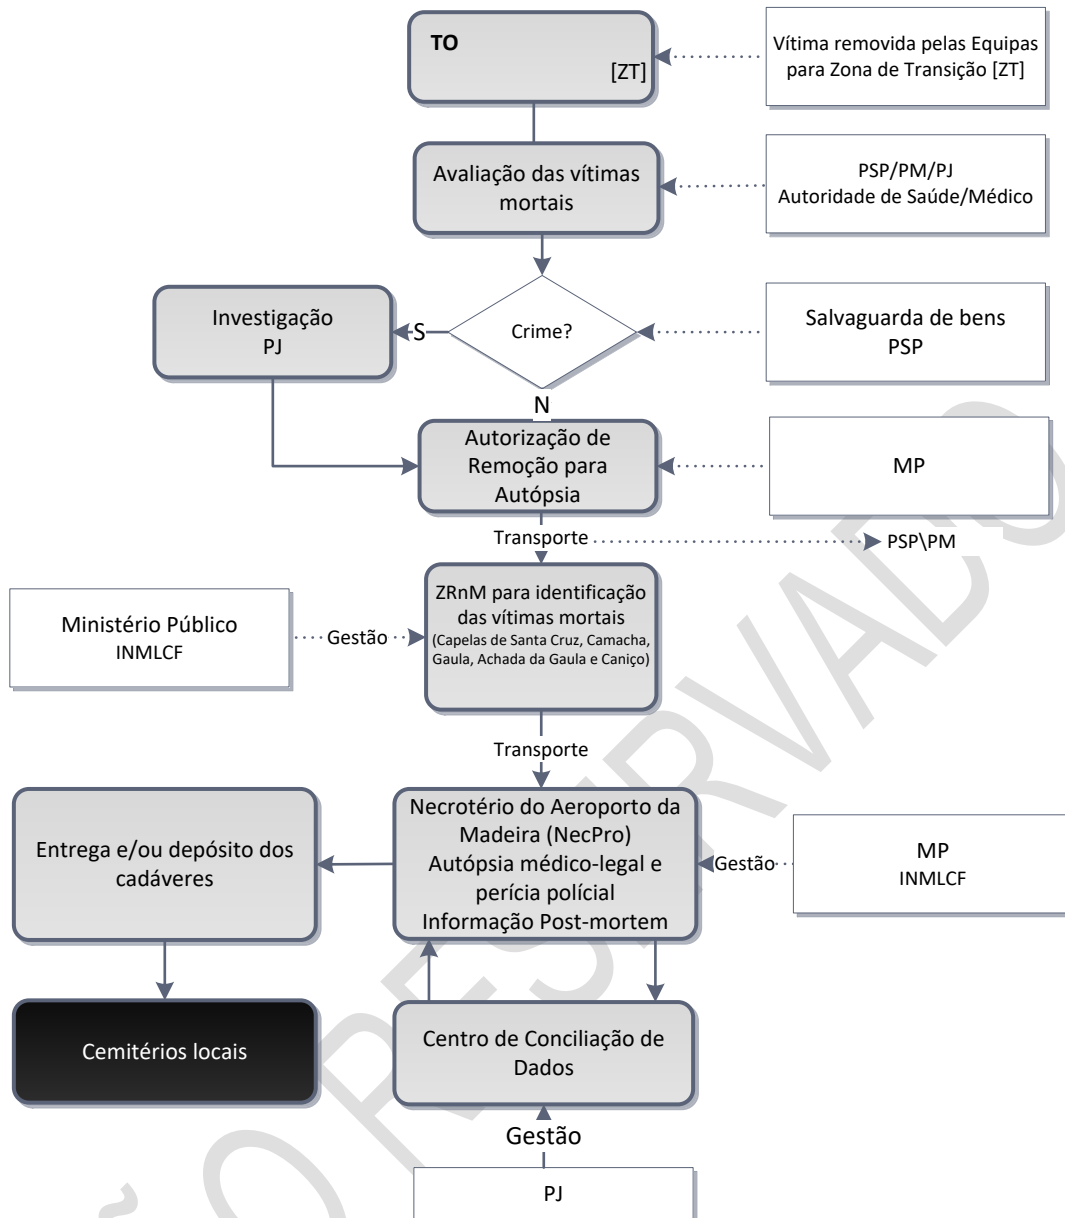 TO
[ZT]
Vítima removida pelas Equipas
para Zona de Transição [ZT]
Avaliação das vítimas
mortais
PSP/PM/PJ
Autoridade de Saúde/Médico
Investigação
PJ
S
Crime?
Salvaguarda de bens
PSP
N
Autorização de
Remoção para
Autópsia
MP
Transporte
PSP\PM
ZRnM para identificação
das vítimas mortais
(Capelas de Santa Cruz, Camacha,
Gaula, Achada da Gaula e Caniço)
Ministério Público
INMLCF
Gestão
Transporte
Necrotério do Aeroporto da
Madeira (NecPro)
Autópsia médico-legal e
perícia polícial
Informação Post-mortem
Entrega e/ou depósito dos
cadáveres
Gestão
MP
INMLCF
Cemitérios locais
Centro de Conciliação de
Dados
Gestão
PJ
ÃO RESERVADO